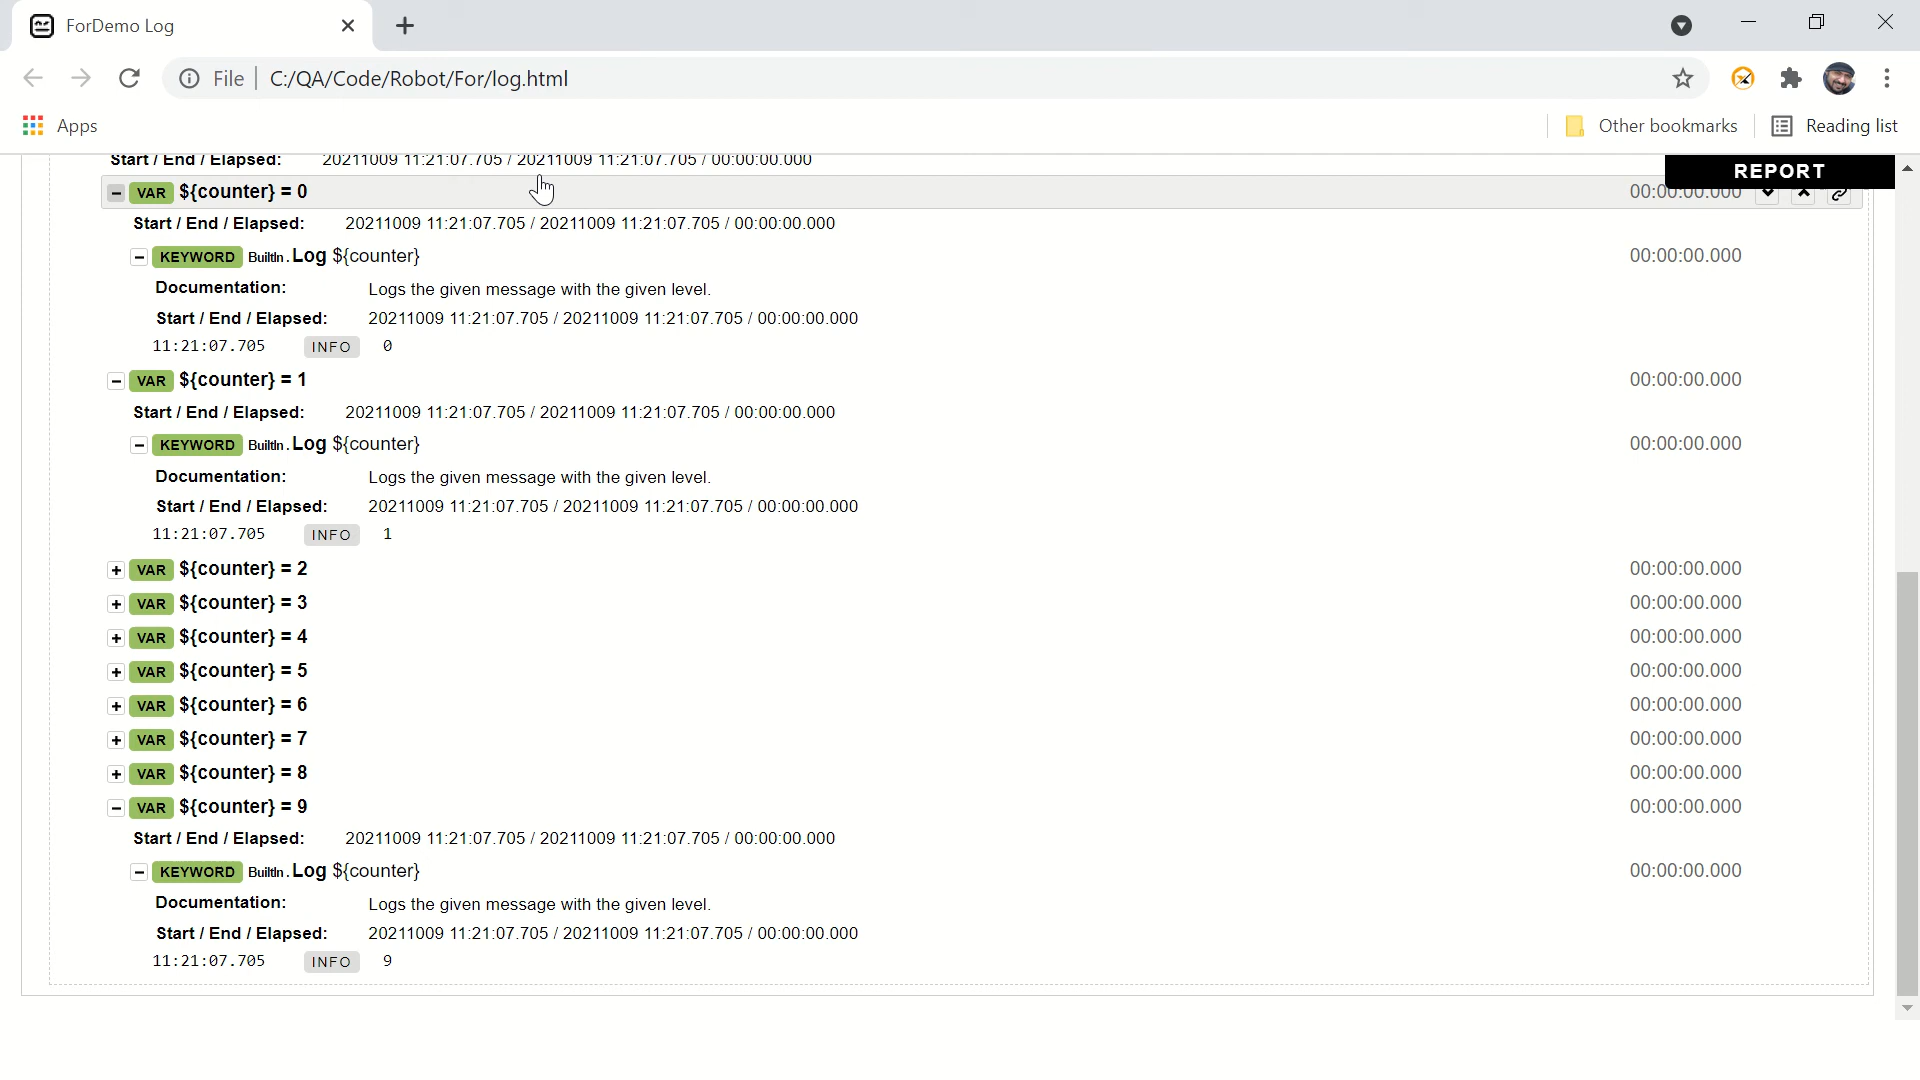 ForDemo Log
File C:/QA/Code/Robot/For/log.html
Apps Other bookmarks Reading list
Start / End / Elapsed: 20211009 11:21:07.705 / 20211009 11:21:07.705 / 00:00:00.000
REPORT
- VAR ${counter} = 0 00:00:00.000
Start / End / Elapsed: 20211009 11:21:07.705 / 20211009 11:21:07.705 / 00:00:00.000
- KEYWORD BuiltIn.Log ${counter} 00:00:00.000
Documentation: Logs the given message with the given level.
Start / End / Elapsed: 20211009 11:21:07.705 / 20211009 11:21:07.705 / 00:00:00.000
11:21:07.705 INFO 0
- VAR ${counter} = 1 00:00:00.000
Start / End / Elapsed: 20211009 11:21:07.705 / 20211009 11:21:07.705 / 00:00:00.000
- KEYWORD BuiltIn.Log ${counter} 00:00:00.000
Documentation: Logs the given message with the given level.
Start / End / Elapsed: 20211009 11:21:07.705 / 20211009 11:21:07.705 / 00:00:00.000
11:21:07.705 INFO 1
+ VAR ${counter} = 2 00:00:00.000
+ VAR ${counter} = 3 00:00:00.000
+ VAR ${counter} = 4 00:00:00.000
+ VAR ${counter} = 5 00:00:00.000
+ VAR ${counter} = 6 00:00:00.000
+ VAR ${counter} = 7 00:00:00.000
+ VAR ${counter} = 8 00:00:00.000
- VAR ${counter} = 9 00:00:00.000
Start / End / Elapsed: 20211009 11:21:07.705 / 20211009 11:21:07.705 / 00:00:00.000
- KEYWORD BuiltIn.Log ${counter} 00:00:00.000
Documentation: Logs the given message with the given level.
Start / End / Elapsed: 20211009 11:21:07.705 / 20211009 11:21:07.705 / 00:00:00.000
11:21:07.705 INFO 9